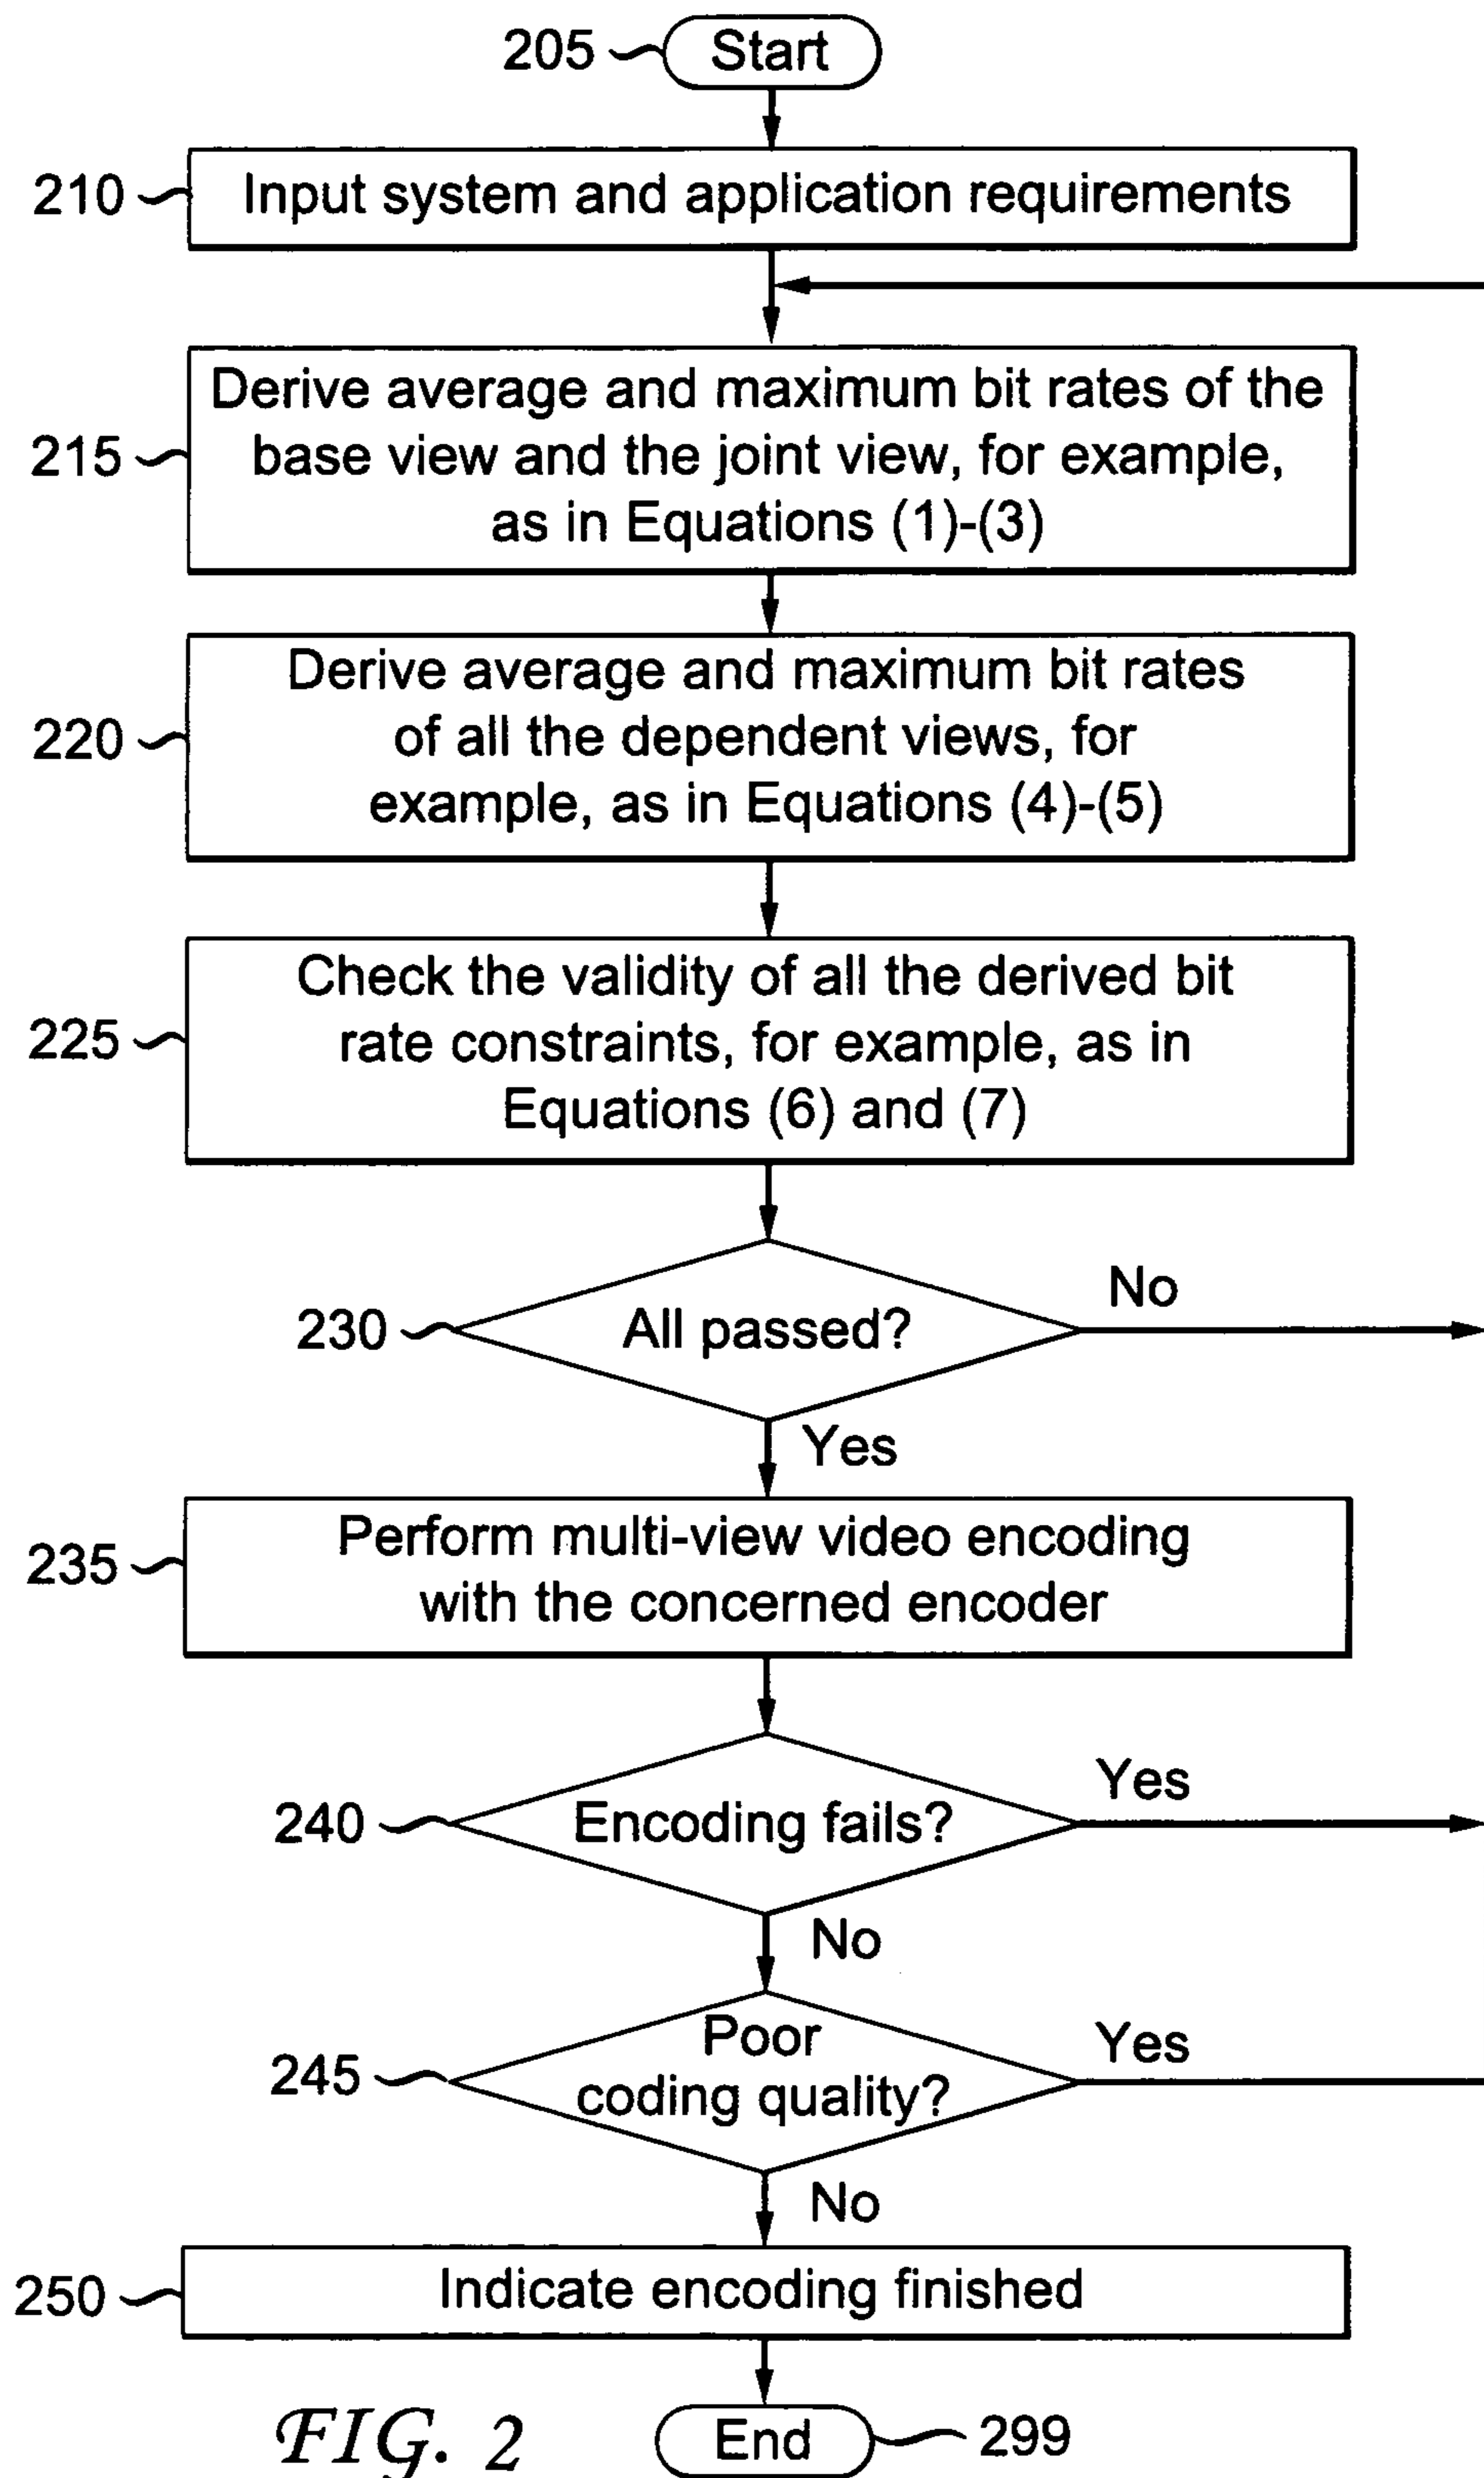 205 Start
210 Input system and application requirements
Derive average and maximum bit rates of the
215 base view and the joint view, for example,
as in Equations (1)-(3)
Derive average and maximum bit rates
220 of all the dependent views, for
example, as in Equations (4)-(5)
Check the validity of all the derived bit
225 rate constraints, for example, as in
Equations (6) and (7)
No
230 All passed?
Yes
Perform multi-view video encoding
235 with the concerned encoder
Yes
240 Encoding fails?
No
Poor Yes
245 coding quality?
No
250 Indicate encoding finished
FIG. 2 End 299